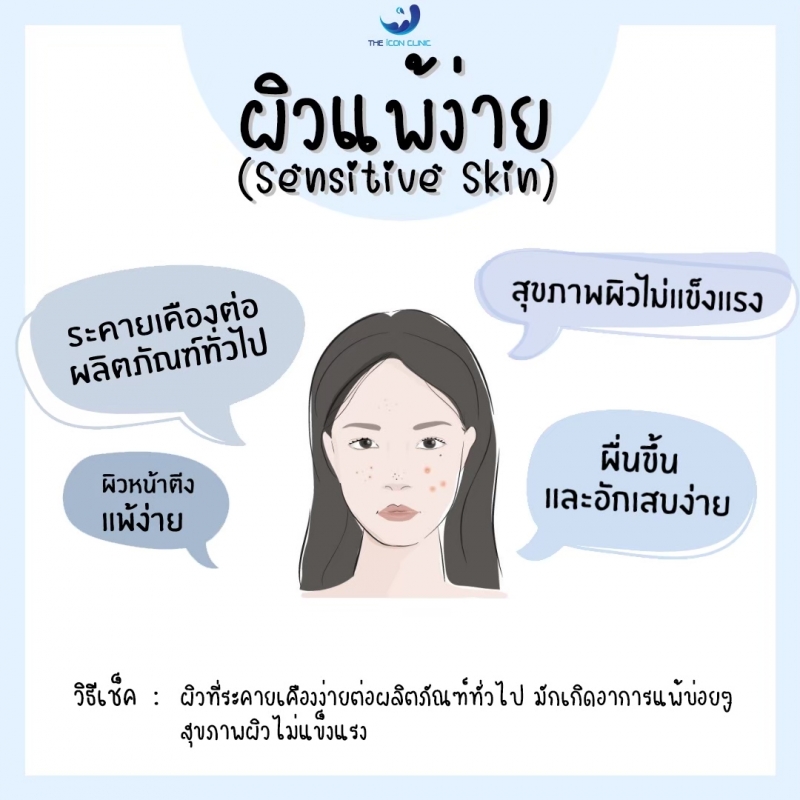 THE iCON CLINIC
ผิวแพ้ง่าย
(Sensitive Skin)
ระคายเคืองต่อ
ผลิตภัณฑ์ทั่วไป
สุขภาพผิวไม่แข็งแรง
ผิวหน้าตึง
แพ้ง่าย
ผื่นขึ้น
และอักเสบง่าย
วิธีเช็ค : ผิวที่ระคายเคืองง่ายต่อผลิตภัณฑ์ทั่วไป มักเกิดอาการแพ้บ่อยๆ
สุขภาพผิวไม่แข็งแรง